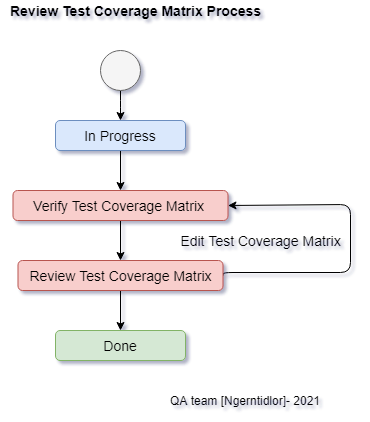 Review Test Coverage Matrix Process
In Progress
Verify Test Coverage Matrix
Edit Test Coverage Matrix
Review Test Coverage Matrix
Done
QA team [Ngerntidlor]- 2021